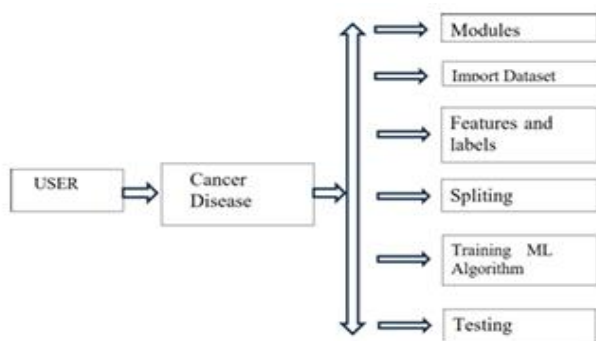 Modules
Import Dataset
Features and
labels
USER
Cancer
Disease
Spliting
Training ML
Algorithm
Testing